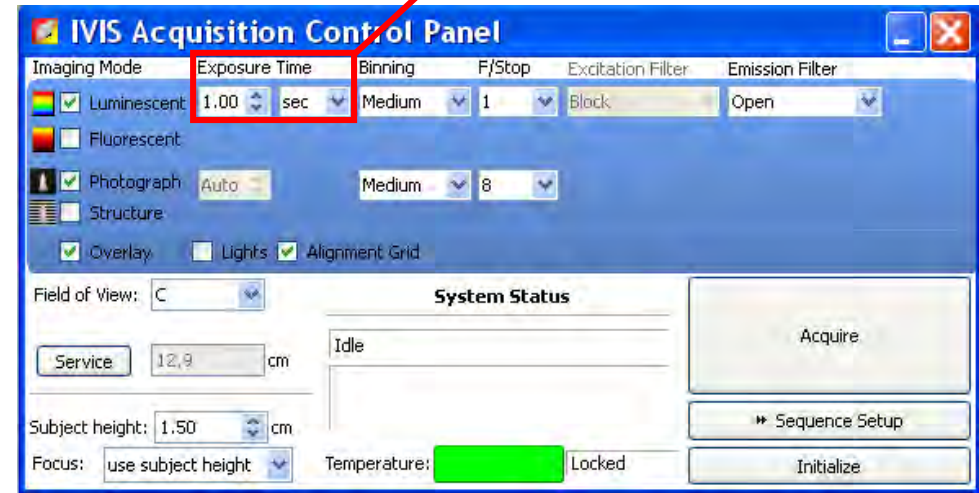 IVIS Acquisition Control Panel
Imaging Mode Exposure Time Binning F/Stop Excitation Filter Emission Filter
Luminescent 1.00 sec Medium 1 Block Open
Fluorescent
Photograph Auto Medium 8
Structure
Overlay Lights Alignment Grid
Field of View: C System Status
Idle Acquire
Service 12.9 cm
Subject height: 1.50 cm Sequence Setup
Focus: use subject height Temperature: Locked Initialize